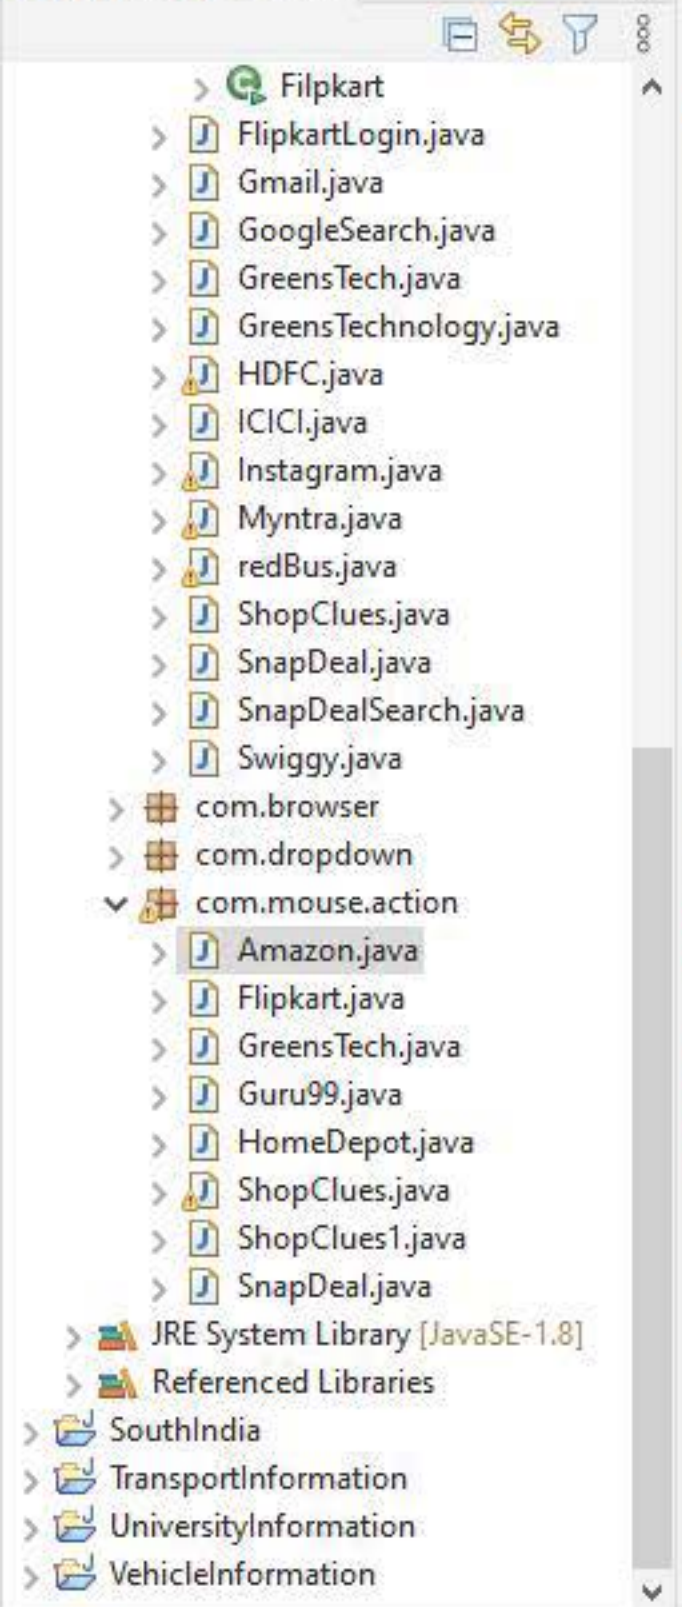 Filpkart
FlipkartLogin.java
Gmail.java
GoogleSearch.java
GreensTech.java
GreensTechnology.java
HDFC.java
ICICI.java
Instagram.java
Myntra.java
redBus.java
ShopClues.java
SnapDeal.java
SnapDealSearch.java
Swiggy.java
com.browser
com.dropdown
com.mouse.action
Amazon.java
Flipkart.java
GreensTech.java
Guru99.java
HomeDepot.java
ShopClues.java
ShopClues1.java
SnapDeal.java
JRE System Library [JavaSE-1.8]
Referenced Libraries
SouthIndia
TransportInformation
UniversityInformation
VehicleInformation